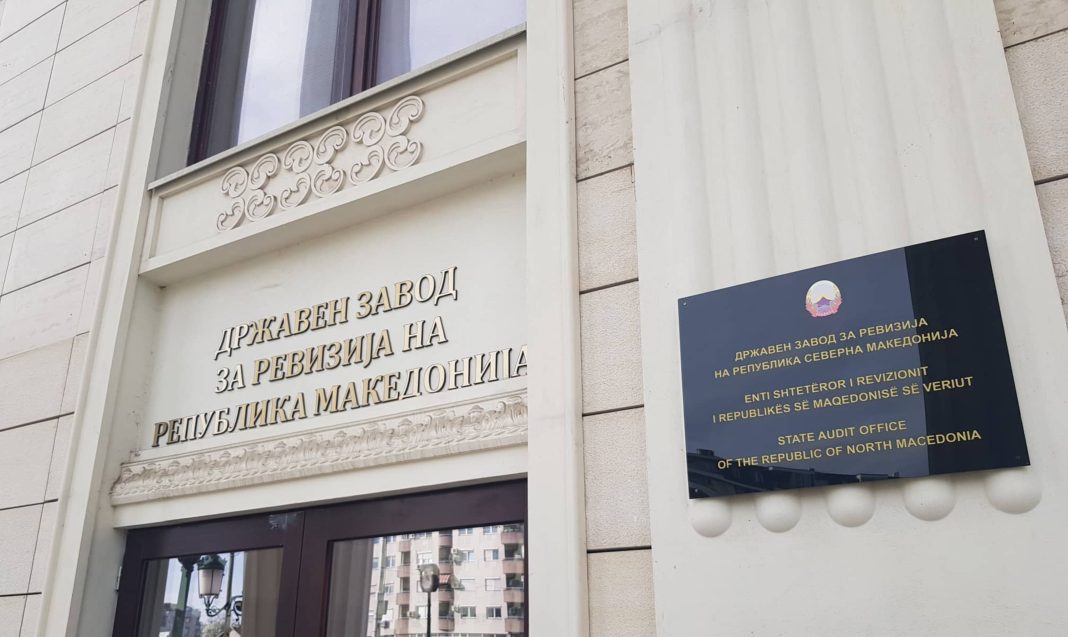 ДРЖАВЕН ЗАВОД
ЗА РЕВИЗИЈА НА
РЕПУБЛИКА МАКЕДОНИЈА
ДРЖАВЕН ЗАВОД ЗА РЕВИЗИЈА
НА РЕПУБЛИКА СЕВЕРНА МАКЕДОНИЈА
ENTI SHTETËROR I REVIZIONIT
I REPUBLIKËS SË MAQEDONISË SË VERIUT
STATE AUDIT OFFICE
OF THE REPUBLIC OF NORTH MACEDONIA